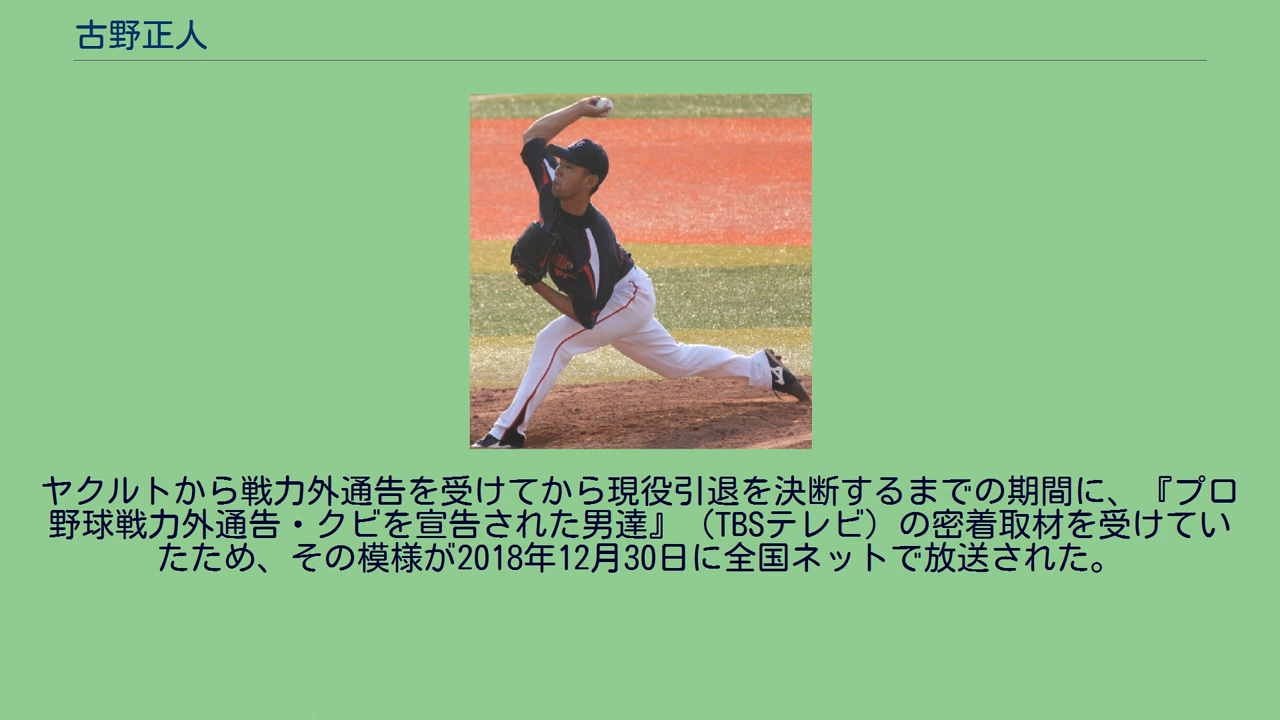 古野正人
ヤクルトから戦力外通告を受けてから現役引退を決断するまでの期間に、『プロ
野球戦力外通告・クビを宣告された男達』（TBSテレビ）の密着取材を受けてい
たため、その模様が2018年12月30日に全国ネットで放送された。